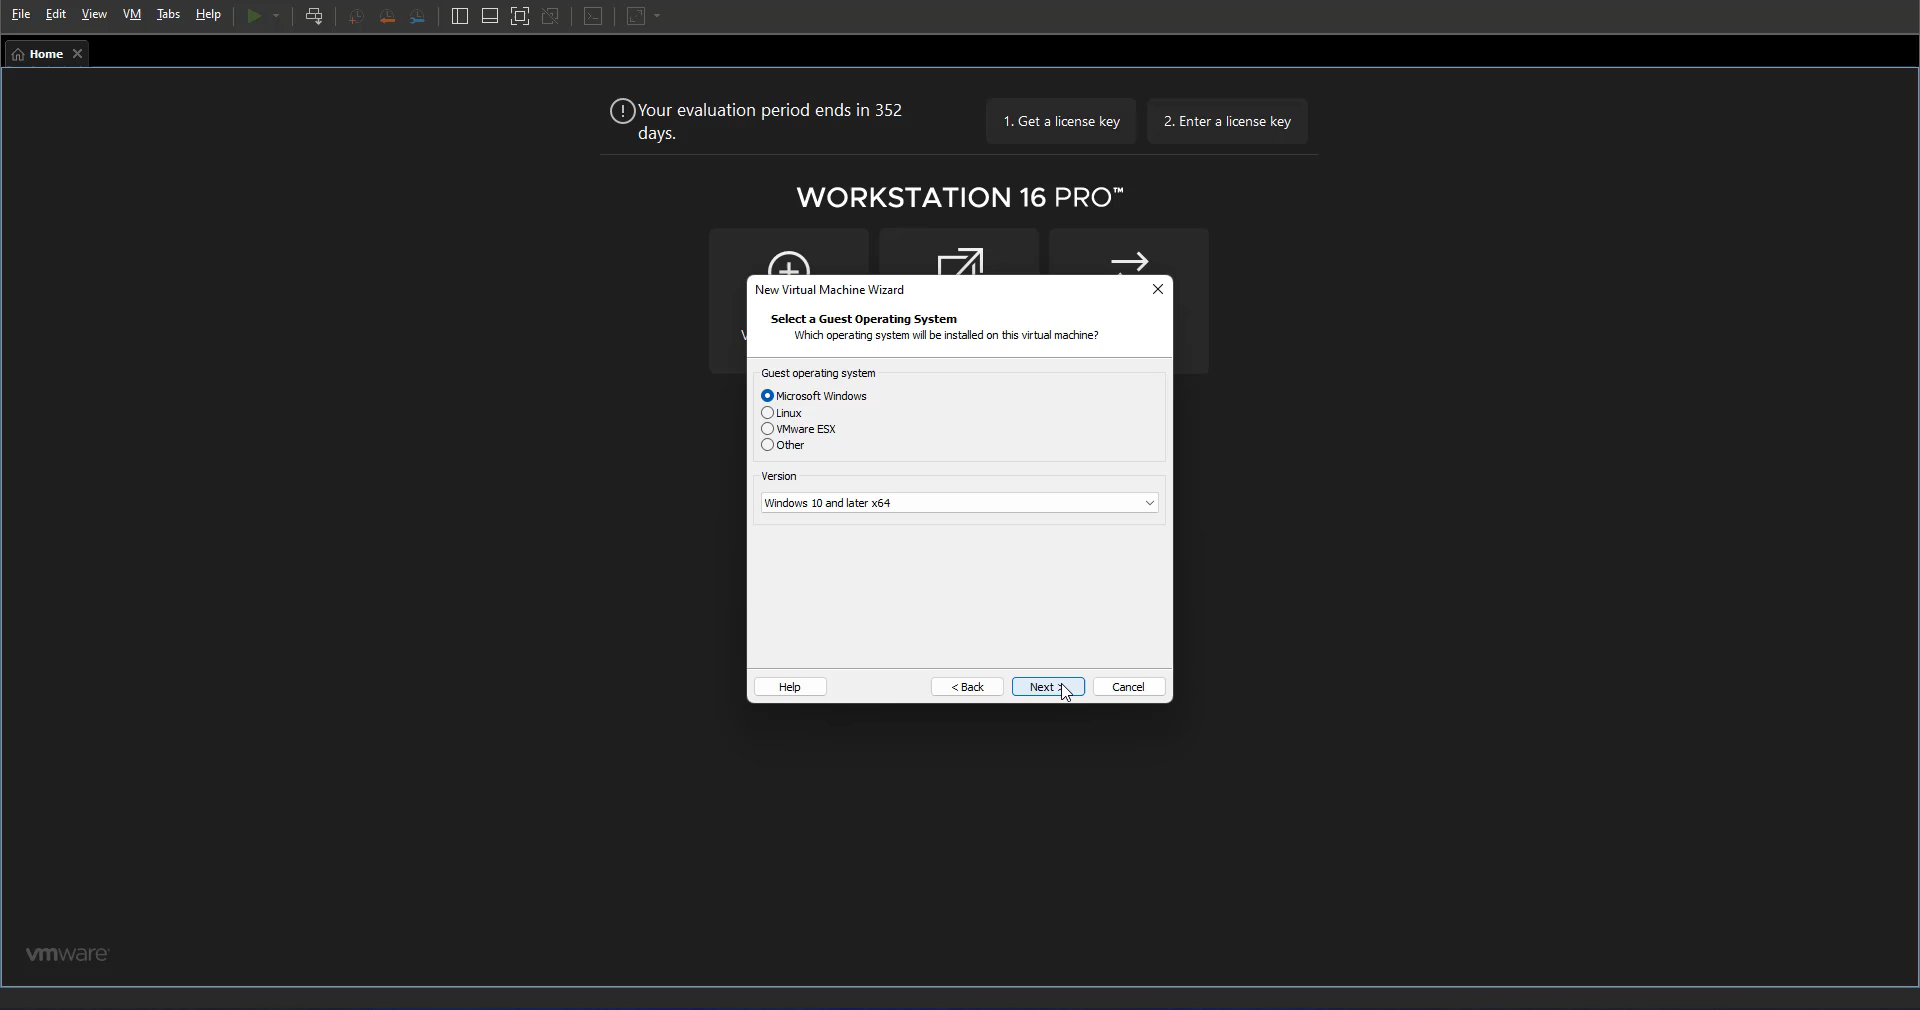 File Edit View VM Tabs Help
Home
Your evaluation period ends in 352
days.
1. Get a license key
2. Enter a license key
WORKSTATION 16 PRO™
New Virtual Machine Wizard
Select a Guest Operating System
Which operating system will be installed on this virtual machine?
Guest operating system
Microsoft Windows
Linux
VMware ESX
Other
Version
Windows 10 and later x64
Help
< Back
Next >
Cancel
vmware